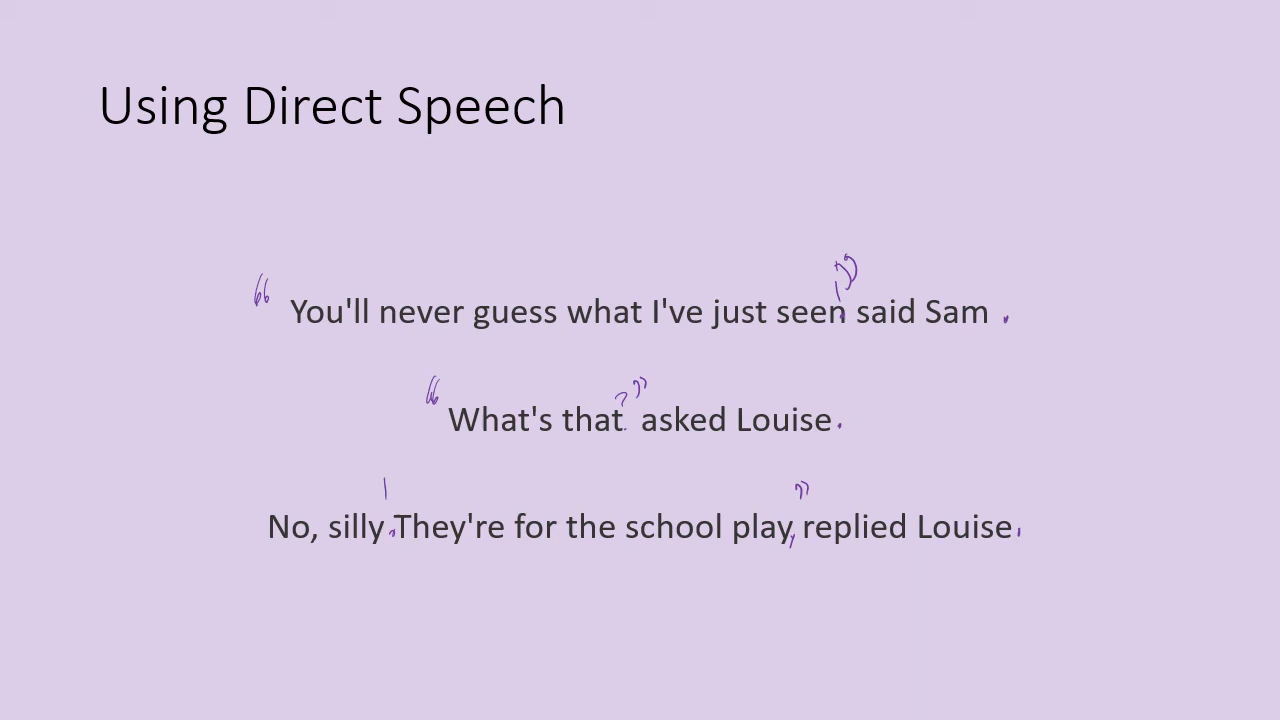 Using Direct Speech
“You'll never guess what I've just seen!” said Sam.
“What's that?” asked Louise.
No, silly! They're for the school play,” replied Louise.